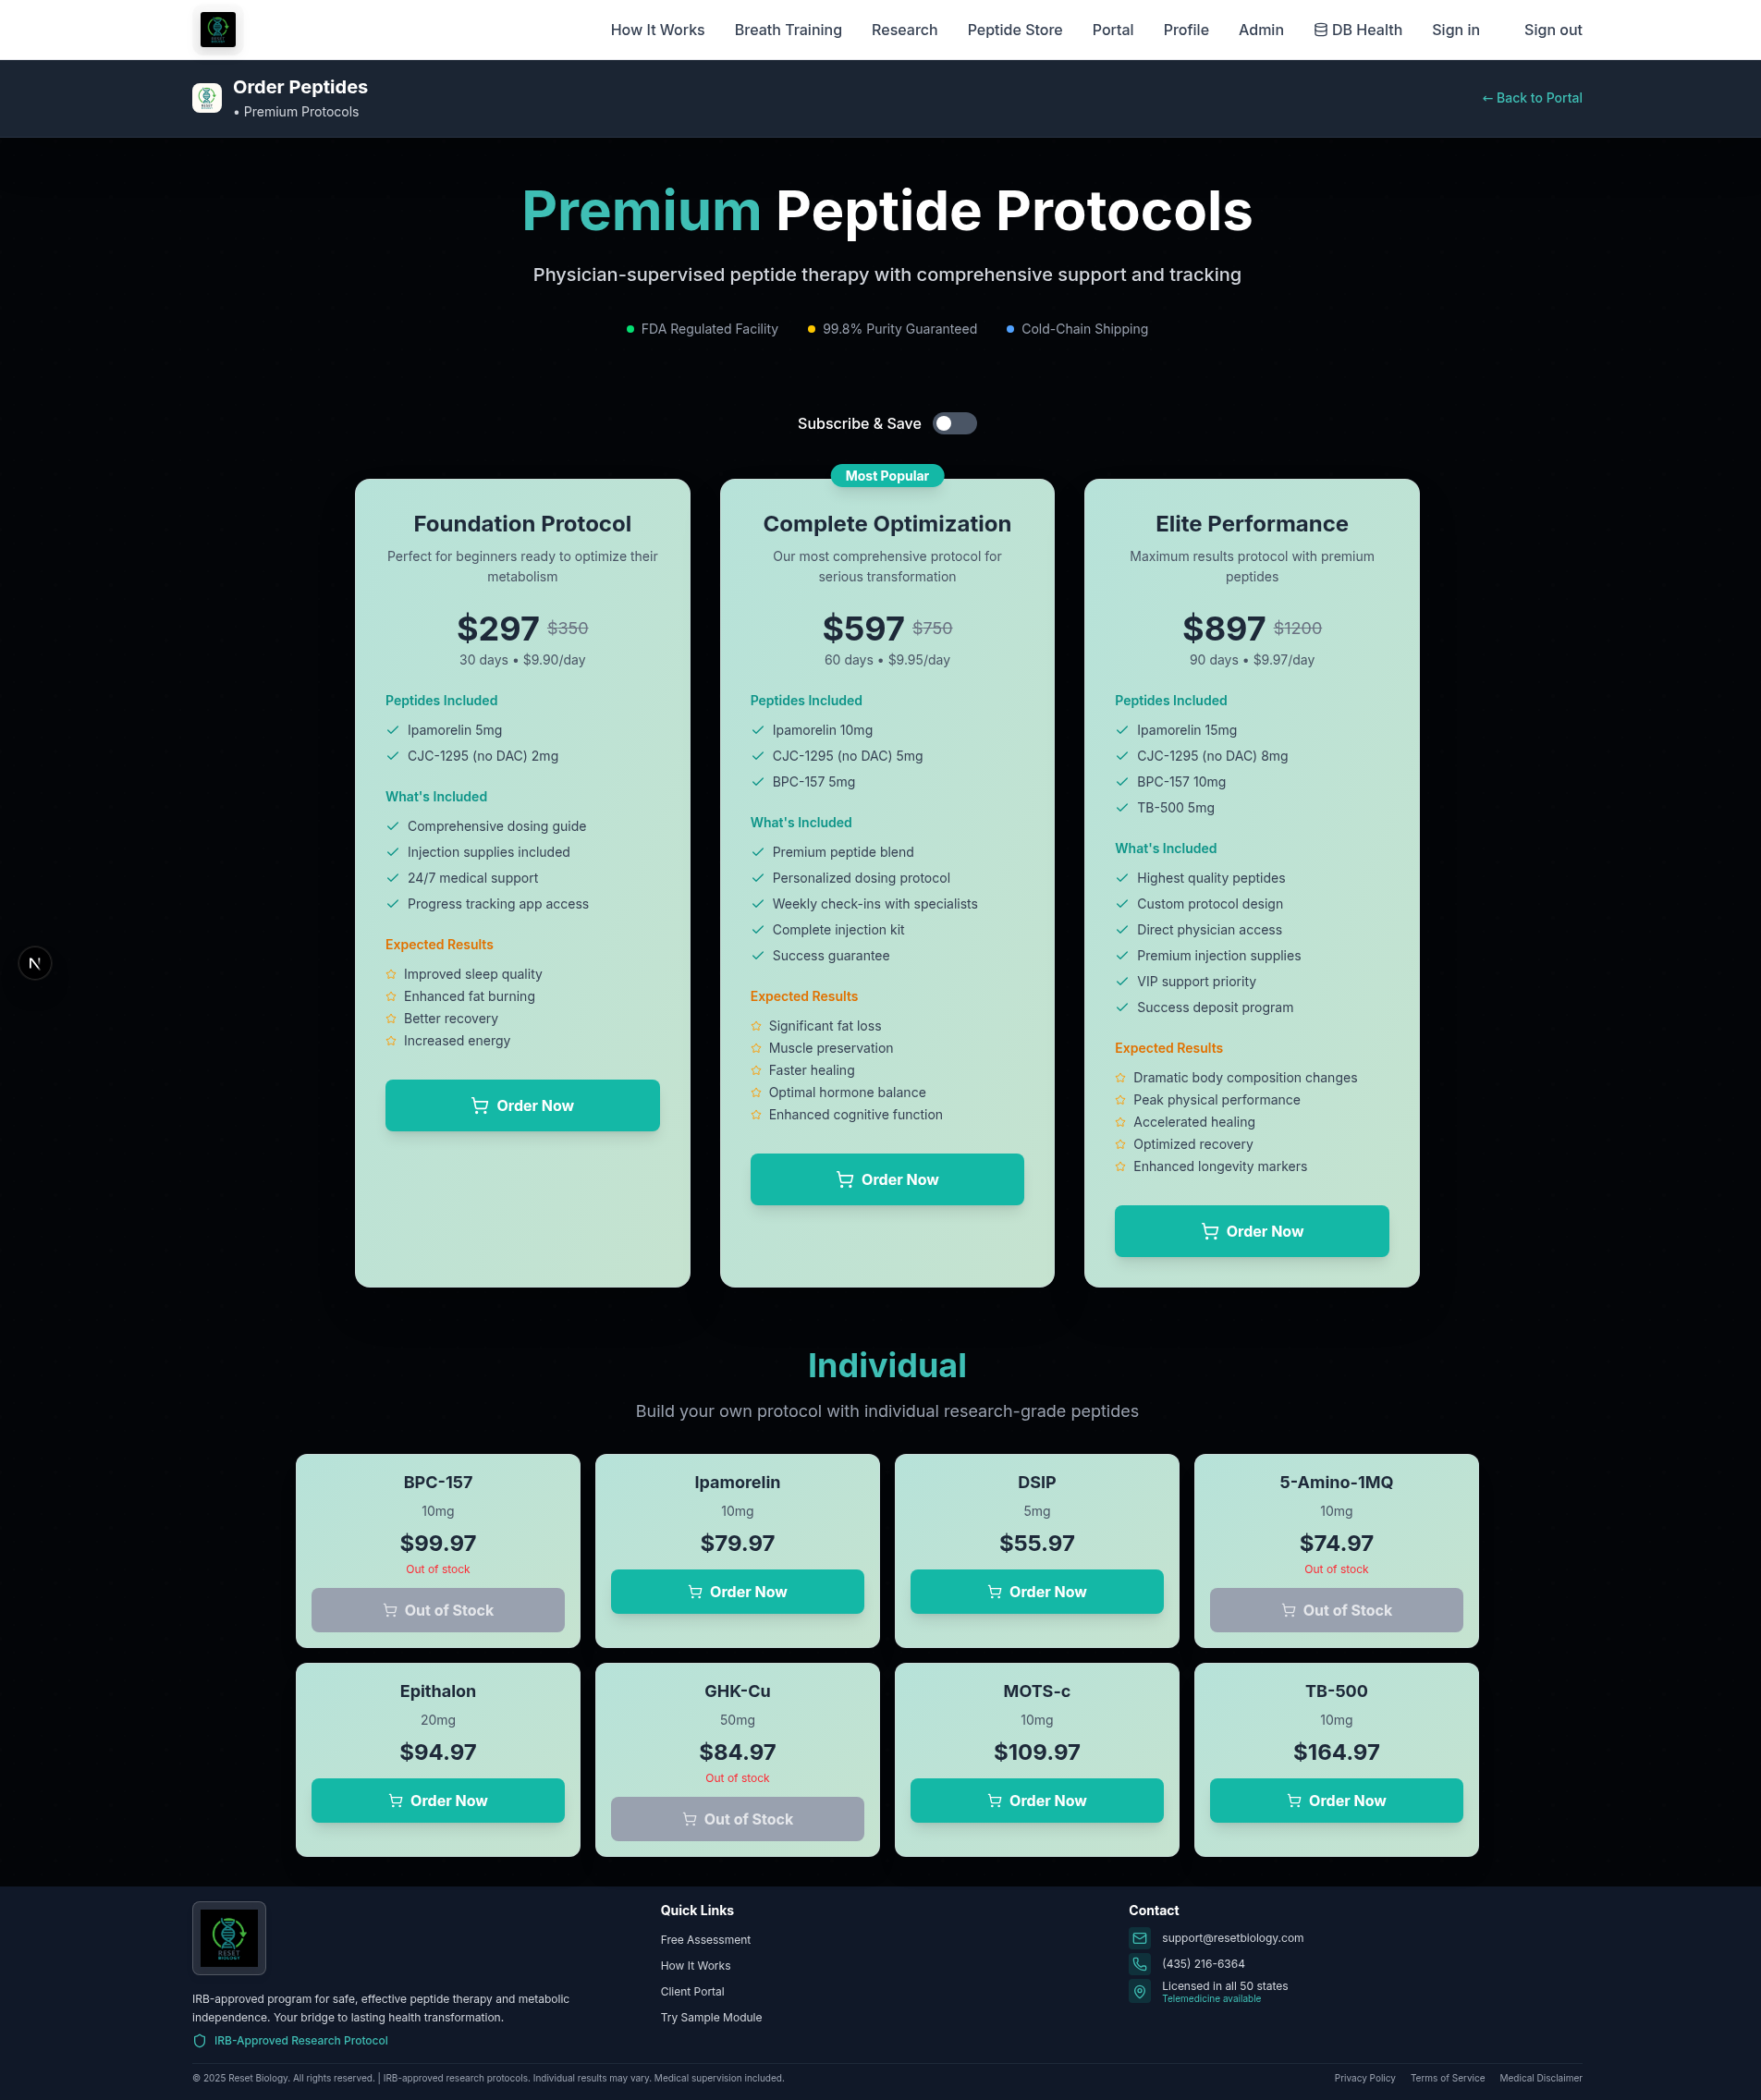 How It Works
Breath Training
Research
Peptide Store
Portal
Profile
Admin
DB Health
Sign in
Sign out
Order Peptides
• Premium Protocols
← Back to Portal
Premium Peptide Protocols
Physician-supervised peptide therapy with comprehensive support and tracking
FDA Regulated Facility
99.8% Purity Guaranteed
Cold-Chain Shipping
Subscribe & Save
Foundation Protocol
Perfect for beginners ready to optimize their
metabolism
$297 $350
30 days • $9.90/day
Peptides Included
Ipamorelin 5mg
CJC-1295 (no DAC) 2mg
What's Included
Comprehensive dosing guide
Injection supplies included
24/7 medical support
Progress tracking app access
Expected Results
Improved sleep quality
Enhanced fat burning
Better recovery
Increased energy
Order Now
Most Popular
Complete Optimization
Our most comprehensive protocol for
serious transformation
$597 $750
60 days • $9.95/day
Peptides Included
Ipamorelin 10mg
CJC-1295 (no DAC) 5mg
BPC-157 5mg
What's Included
Premium peptide blend
Personalized dosing protocol
Weekly check-ins with specialists
Complete injection kit
Success guarantee
Expected Results
Significant fat loss
Muscle preservation
Faster healing
Optimal hormone balance
Enhanced cognitive function
Order Now
Elite Performance
Maximum results protocol with premium
peptides
$897 $1200
90 days • $9.97/day
Peptides Included
Ipamorelin 15mg
CJC-1295 (no DAC) 8mg
BPC-157 10mg
TB-500 5mg
What's Included
Highest quality peptides
Custom protocol design
Direct physician access
Premium injection supplies
VIP support priority
Success deposit program
Expected Results
Dramatic body composition changes
Peak physical performance
Accelerated healing
Optimized recovery
Enhanced longevity markers
Order Now
N
Individual
Build your own protocol with individual research-grade peptides
BPC-157
10mg
$99.97
Out of stock
Out of Stock
Ipamorelin
10mg
$79.97
Order Now
DSIP
5mg
$55.97
Order Now
5-Amino-1MQ
10mg
$74.97
Out of stock
Out of Stock
Epithalon
20mg
$94.97
Order Now
GHK-Cu
50mg
$84.97
Out of stock
Out of Stock
MOTS-c
10mg
$109.97
Order Now
TB-500
10mg
$164.97
Order Now
RESET
BIOLOGY
IRB-approved program for safe, effective peptide therapy and metabolic
independence. Your bridge to lasting health transformation.
IRB-Approved Research Protocol
Quick Links
Free Assessment
How It Works
Client Portal
Try Sample Module
Contact
support@resetbiology.com
(435) 216-6364
Licensed in all 50 states
Telemedicine available
© 2025 Reset Biology. All rights reserved. | IRB-approved research protocols. Individual results may vary. Medical supervision included.
Privacy Policy
Terms of Service
Medical Disclaimer